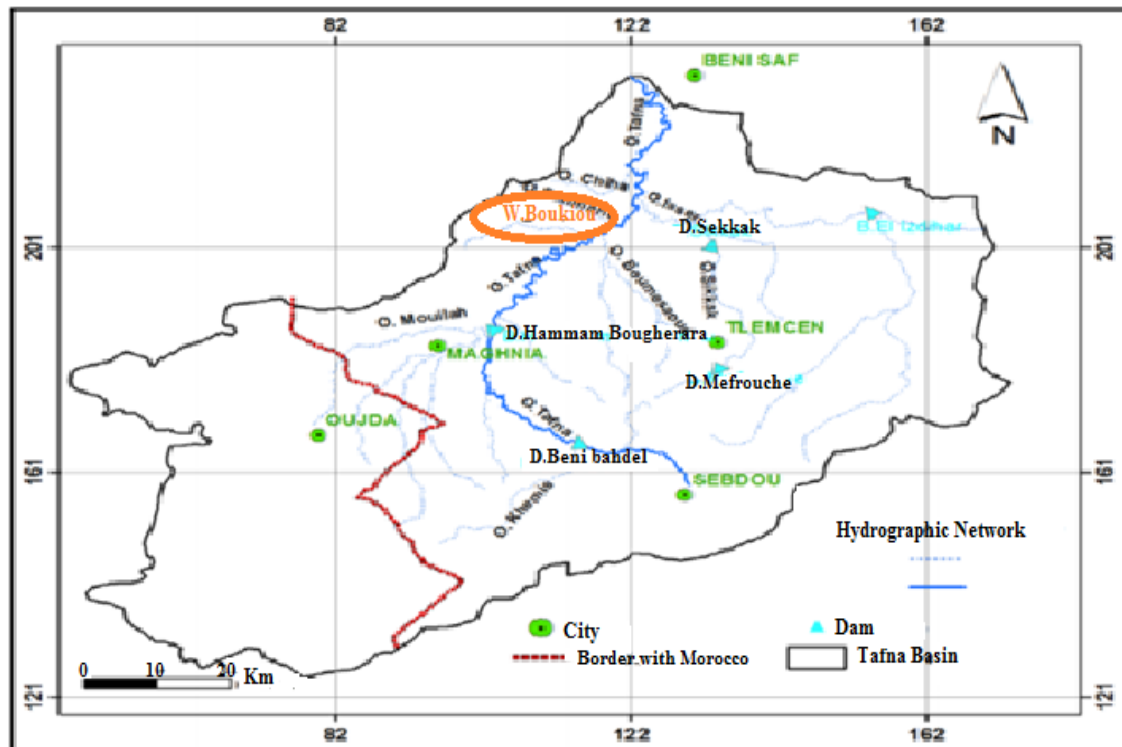 82 122 162
BENI SAF
N
O. Tafna
O. Chiha
O. Isser
W.Boukiou
D.Sekkak
201 201
O. Tafna
O. Sekkak
O. Mouilah
D.Hammam Bougherara
TLEMCEN
MAGHNIA
D.Mefrouche
OUJDA
O. Tafna
D.Beni bahdel
161 161
SEBDOU
O. Khemis
Hydrographic Network
City
Dam
Border with Morocco
Tafna Basin
0 10 20
Km
121 121
82 122 162